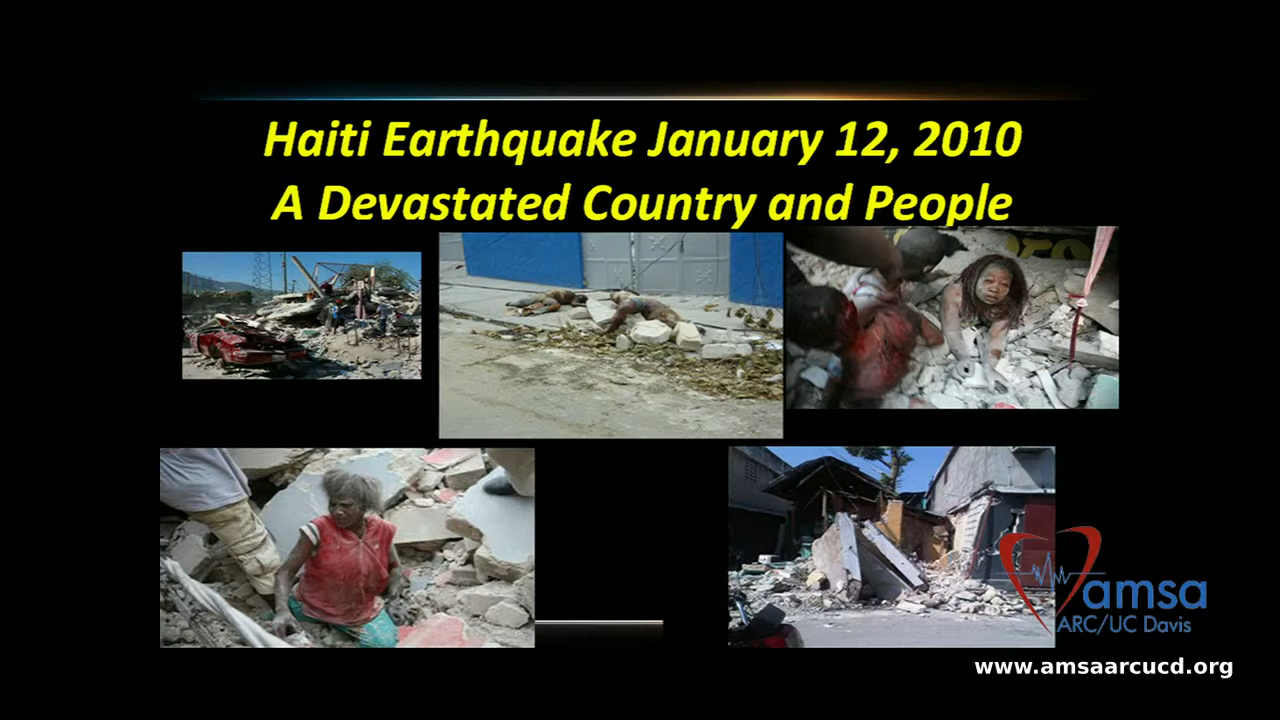 Haiti Earthquake January 12, 2010
A Devastated Country and People
amsa
ARC/UC Davis
www.amsaarcucd.org